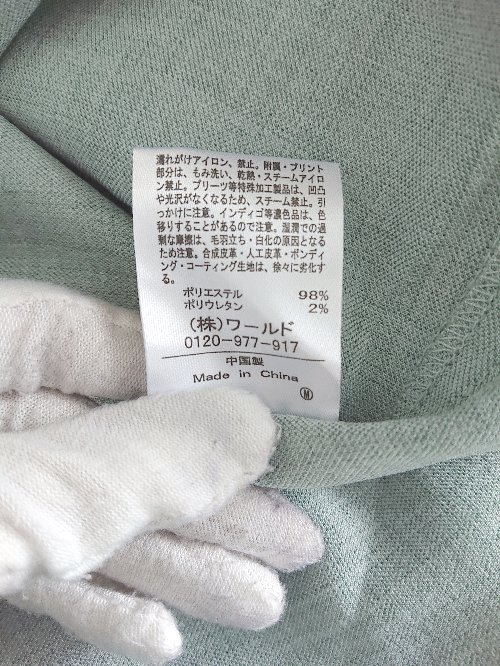 濡れがけアイロン、禁止。附属・プリント
部分は、もみ洗い、乾熱・スチームアイロ
ン禁止。プリーツ等特殊加工製品は、凹凸
や光沢がなくなるため、スチーム禁止。引
っかけに注意。インディゴ等濃色品は、色
移りすることがあるので注意。湿潤での過
剰な摩擦は、毛羽立ち・白化の原因となる
ため注意。合成皮革・人工皮革・ボンディ
ング・コーティング生地は、徐々に劣化す
る。
ポリエステル 98%
ポリウレタン 2%
(株)ワールド
0120-977-917
中国製
Made in China
M